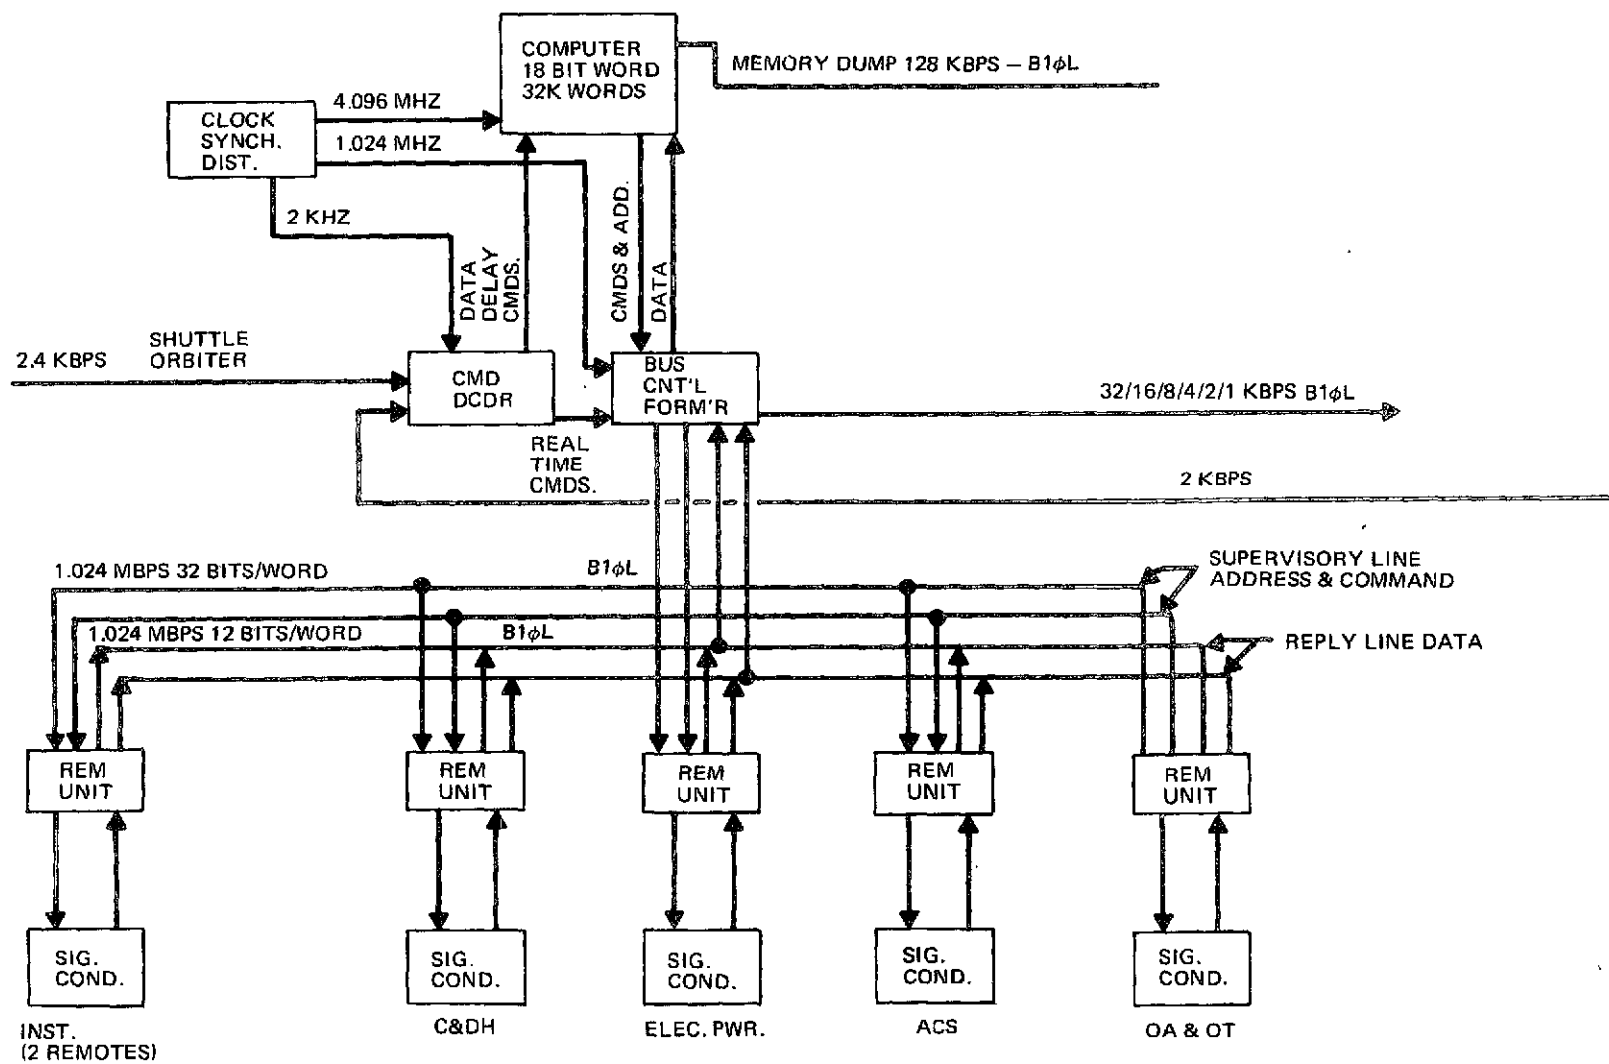 COMPUTER
18 BIT WORD
32K WORDS
MEMORY DUMP 128 KBPS – B1ϕL
CLOCK
SYNCH.
DIST.
4.096 MHZ
1.024 MHZ
2 KHZ
DATA
DELAY
CMDS.
CMDS & ADD.
DATA
2.4 KBPS
SHUTTLE
ORBITER
CMD
DCDR
BUS
CNT'L
FORM'R
32/16/8/4/2/1 KBPS B1ϕL
REAL
TIME
CMDS.
2 KBPS
1.024 MBPS 32 BITS/WORD
B1ϕL
SUPERVISORY LINE
ADDRESS & COMMAND
1.024 MBPS 12 BITS/WORD
B1ϕL
REPLY LINE DATA
REM
UNIT
REM
UNIT
REM
UNIT
REM
UNIT
REM
UNIT
SIG.
COND.
SIG.
COND.
SIG.
COND.
SIG.
COND.
SIG.
COND.
INST.
(2 REMOTES)
C&DH
ELEC. PWR.
ACS
OA & OT